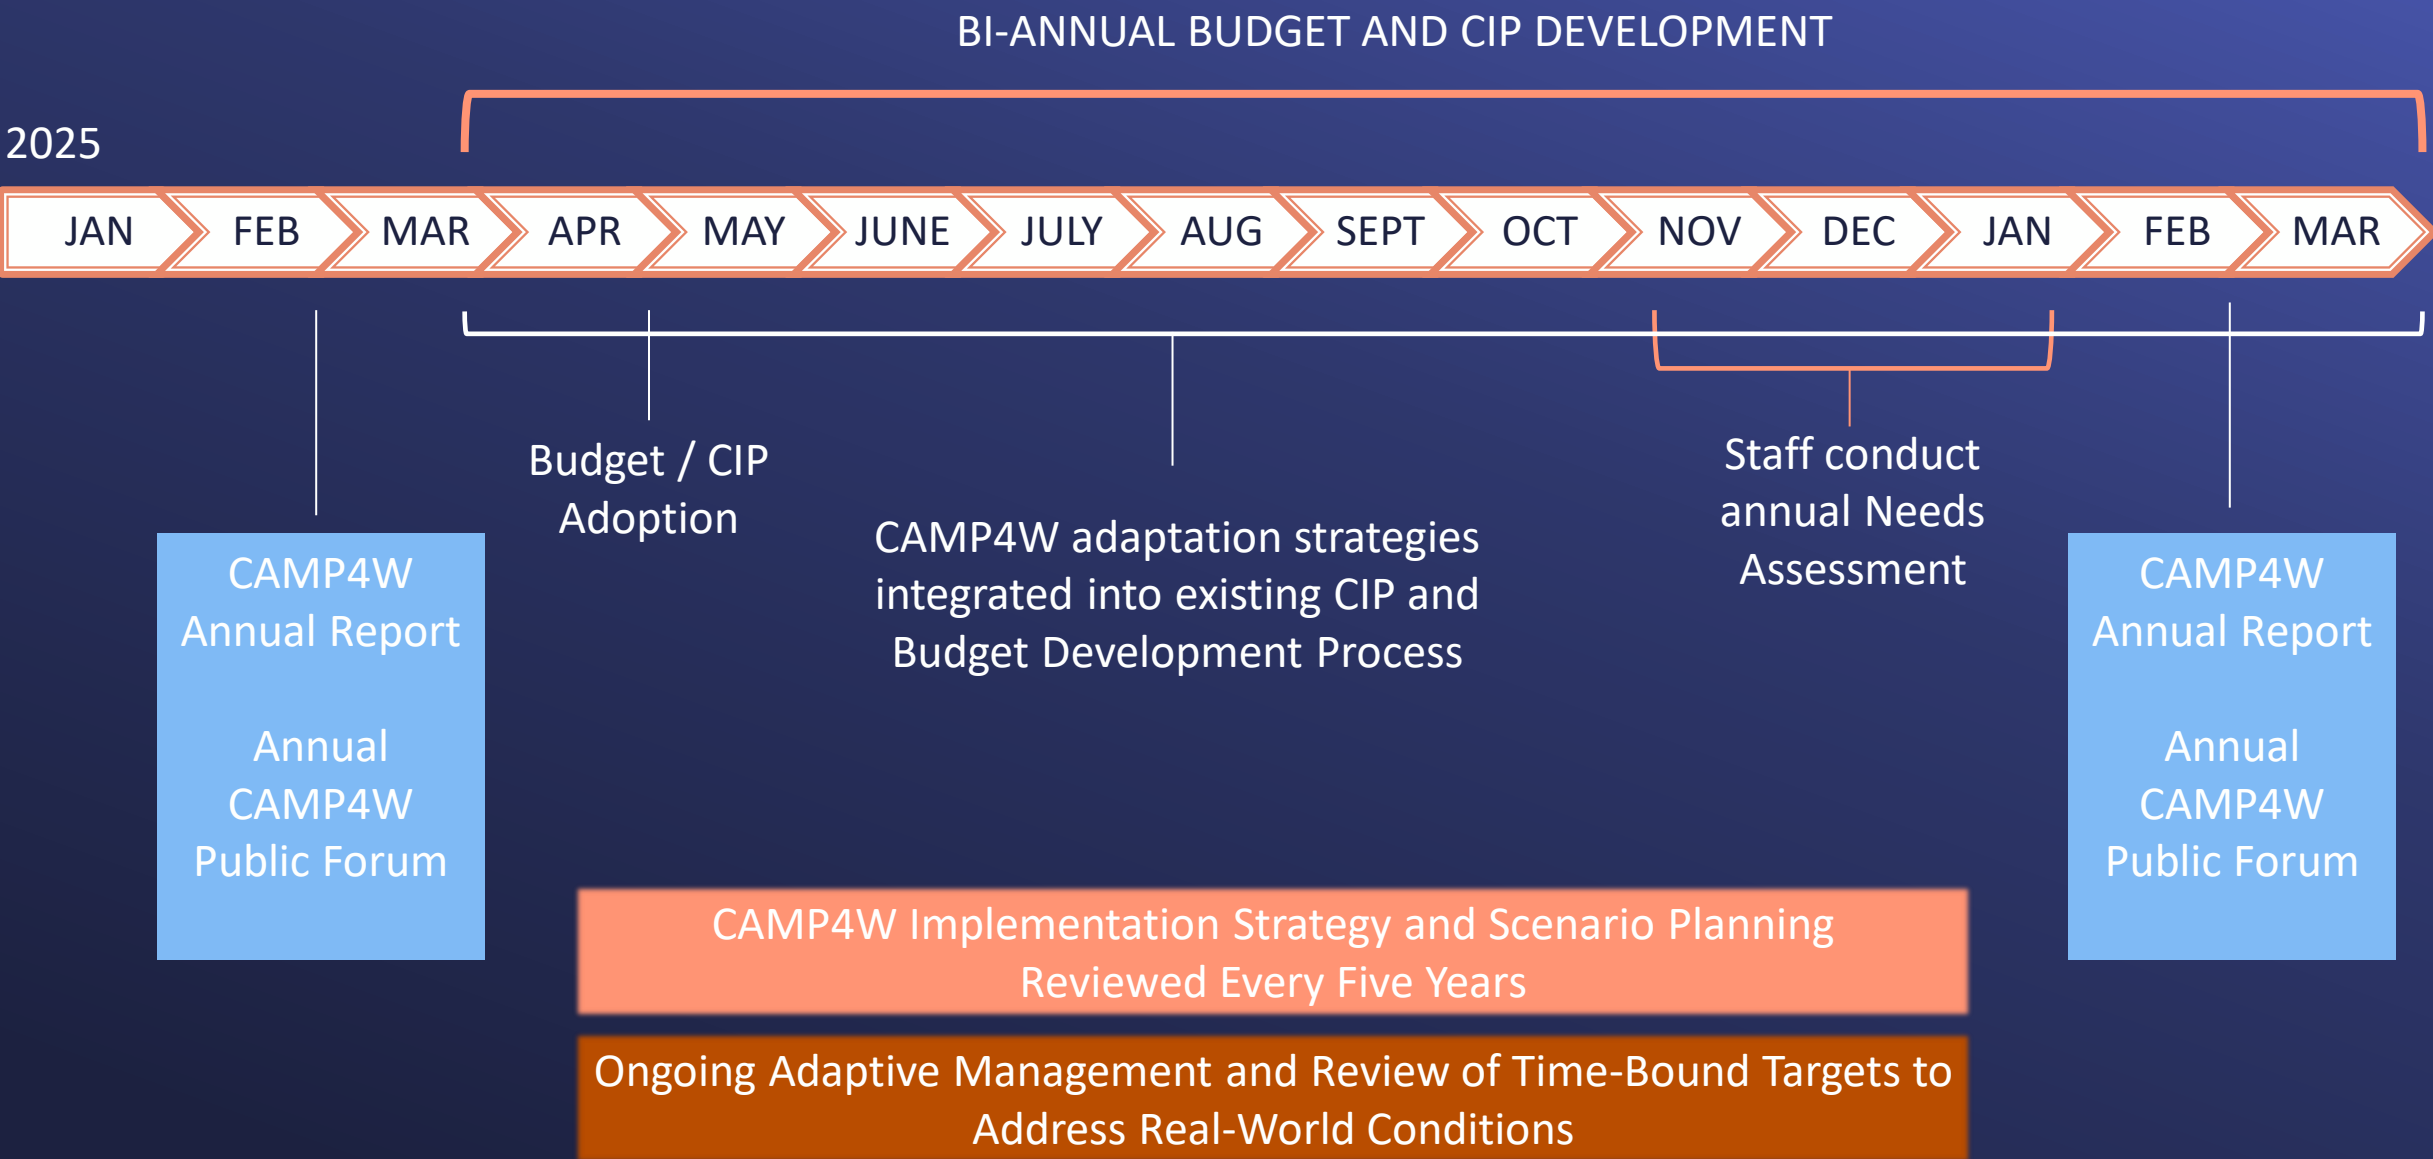 BI-ANNUAL BUDGET AND CIP DEVELOPMENT
2025
JAN FEB MAR APR MAY JUNE JULY AUG SEPT OCT NOV DEC JAN FEB MAR
CAMP4W
Annual Report
Annual
CAMP4W
Public Forum
Budget / CIP
Adoption
CAMP4W adaptation strategies
integrated into existing CIP and
Budget Development Process
Staff conduct
annual Needs
Assessment
CAMP4W
Annual Report
Annual
CAMP4W
Public Forum
CAMP4W Implementation Strategy and Scenario Planning
Reviewed Every Five Years
Ongoing Adaptive Management and Review of Time-Bound Targets to
Address Real-World Conditions